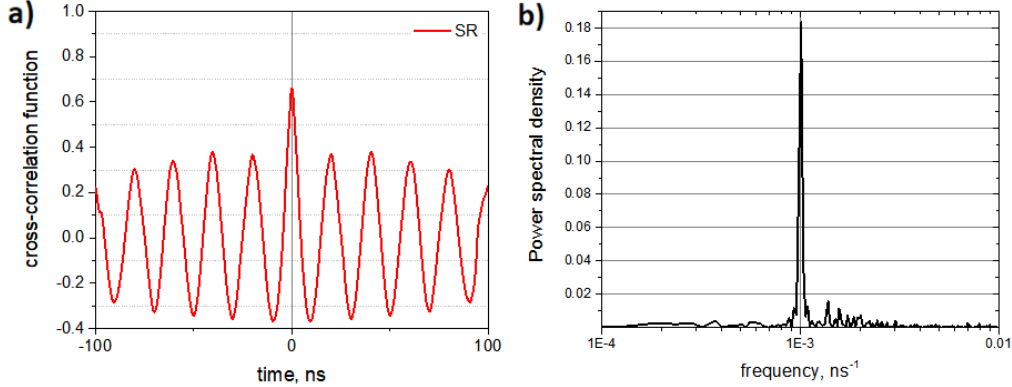 a)
cross-correlation function
1.0
0.8
0.6
0.4
0.2
0.0
-0.2
-0.4
SR
-100
0
100
time, ns
b)
Power spectral density
0.18
0.16
0.14
0.12
0.10
0.08
0.06
0.04
0.02
1E-4
1E-3
0.01
frequency, ns⁻¹